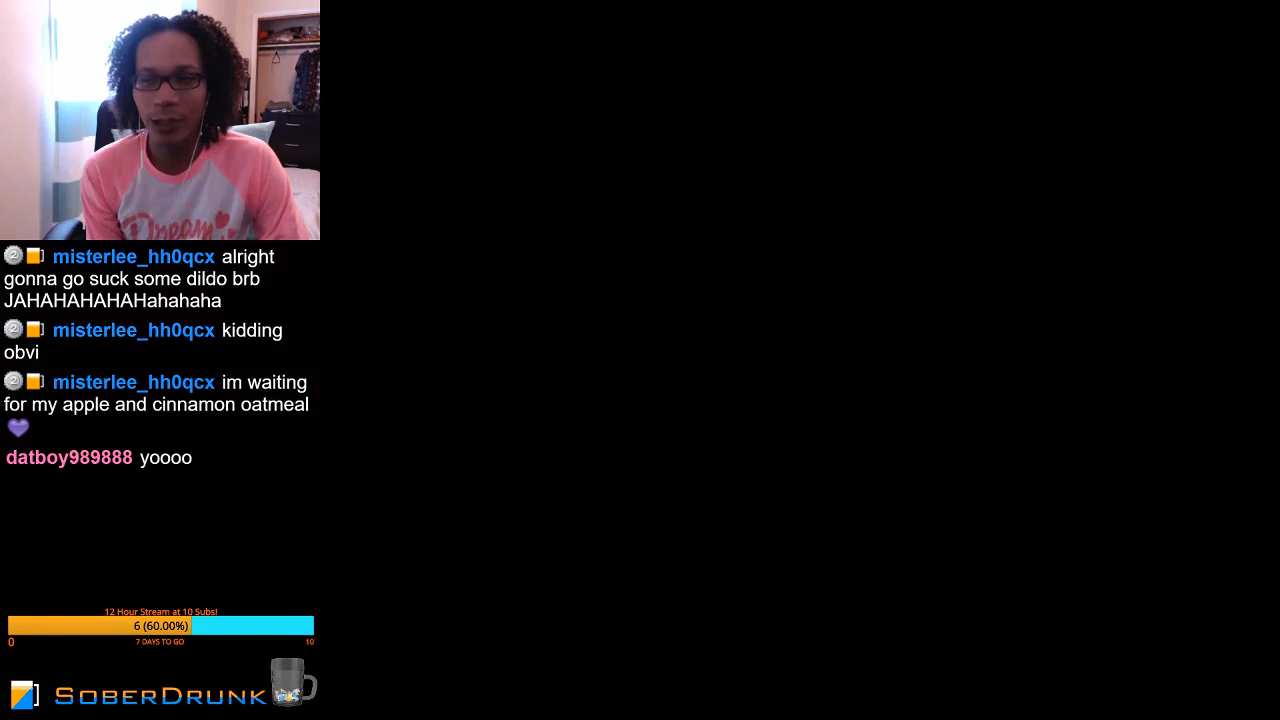 Dream
misterlee_hh0qcx alright
gonna go suck some dildo brb
JAHAHAHAHAHahahaha
misterlee_hh0qcx kidding
obvi
misterlee_hh0qcx im waiting
for my apple and cinnamon oatmeal
datboy989888 yoooo
12 Hour Stream at 10 Subs!
6 (60.00%)
0 7 DAYS TO GO 10
SOBERDRUNK